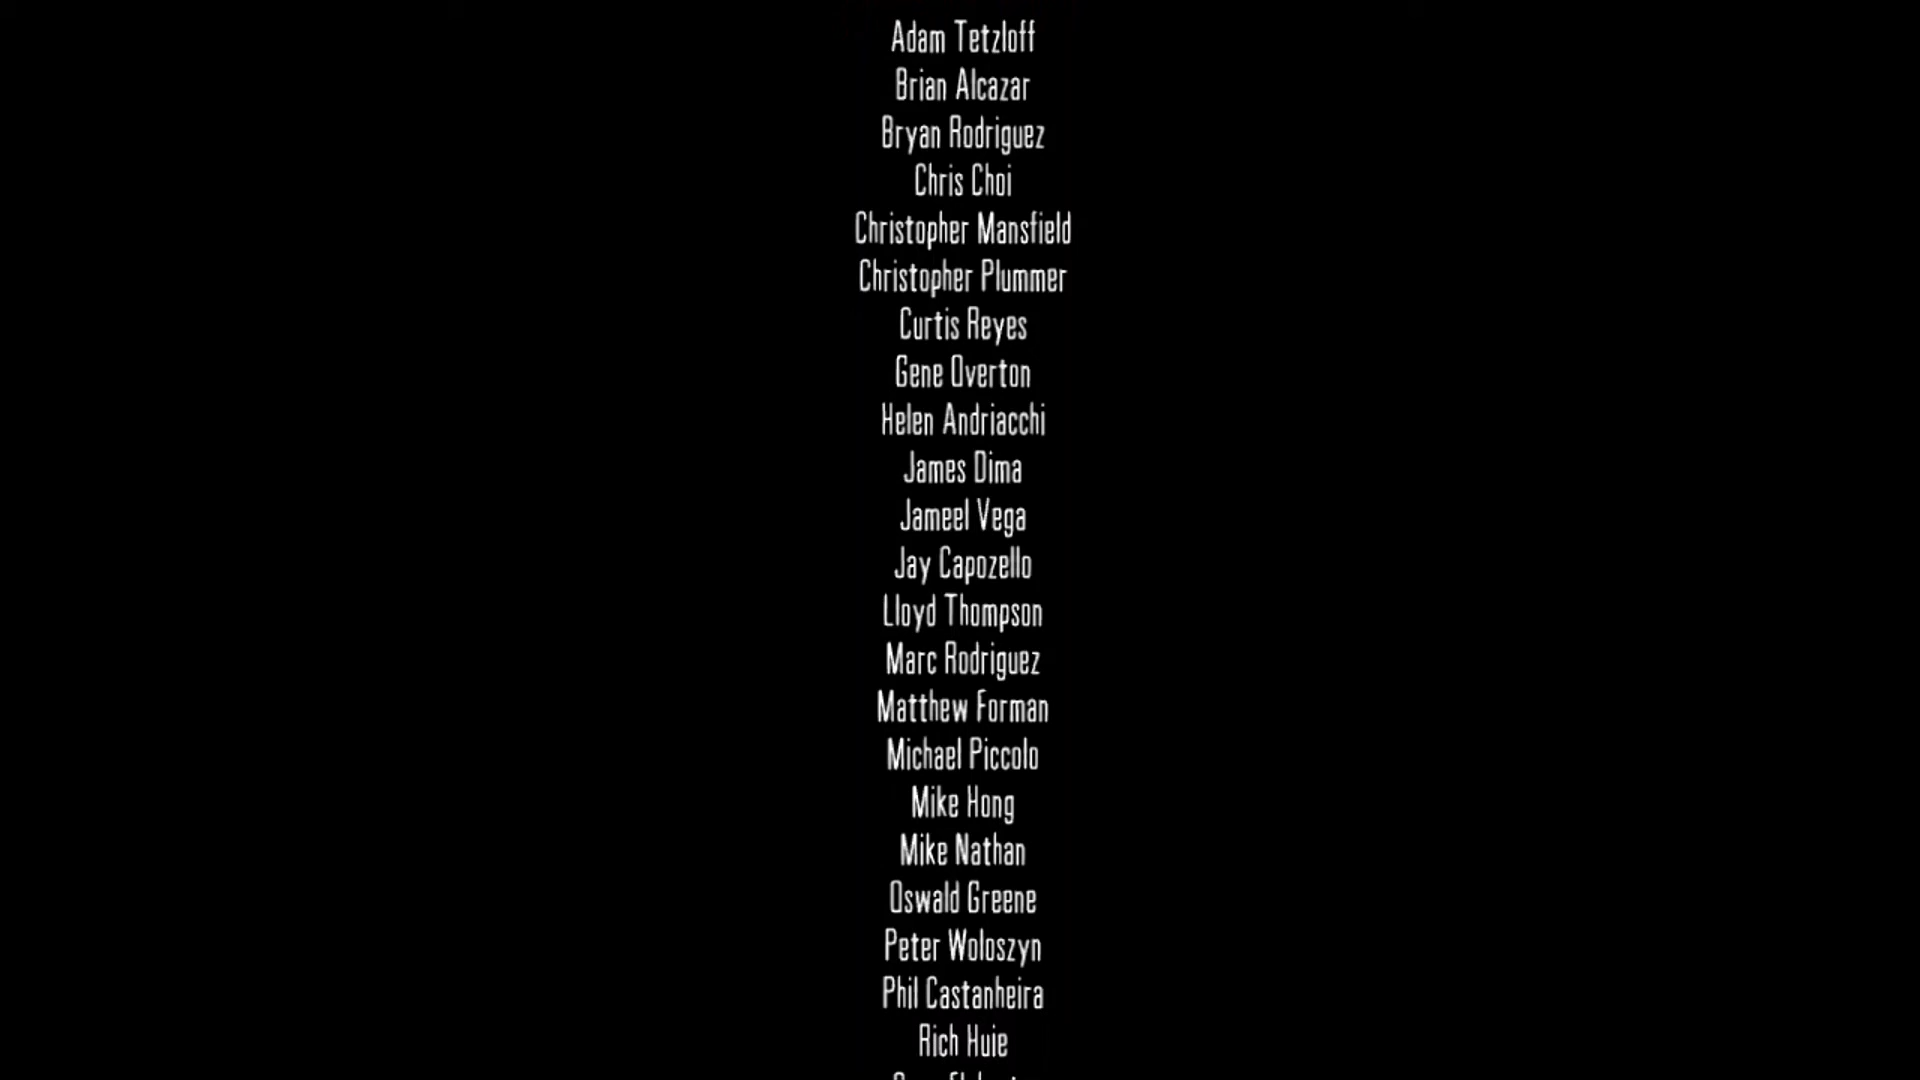 Adam Tetzloff
Brian Alcazar
Bryan Rodriguez
Chris Choi
Christopher Mansfield
Christopher Plummer
Curtis Reyes
Gene Overton
Helen Andriacchi
James Dima
Jameel Vega
Jay Capozello
Lloyd Thompson
Marc Rodriguez
Matthew Forman
Michael Piccolo
Mike Hong
Mike Nathan
Oswald Greene
Peter Woloszyn
Phil Castanheira
Rich Huie